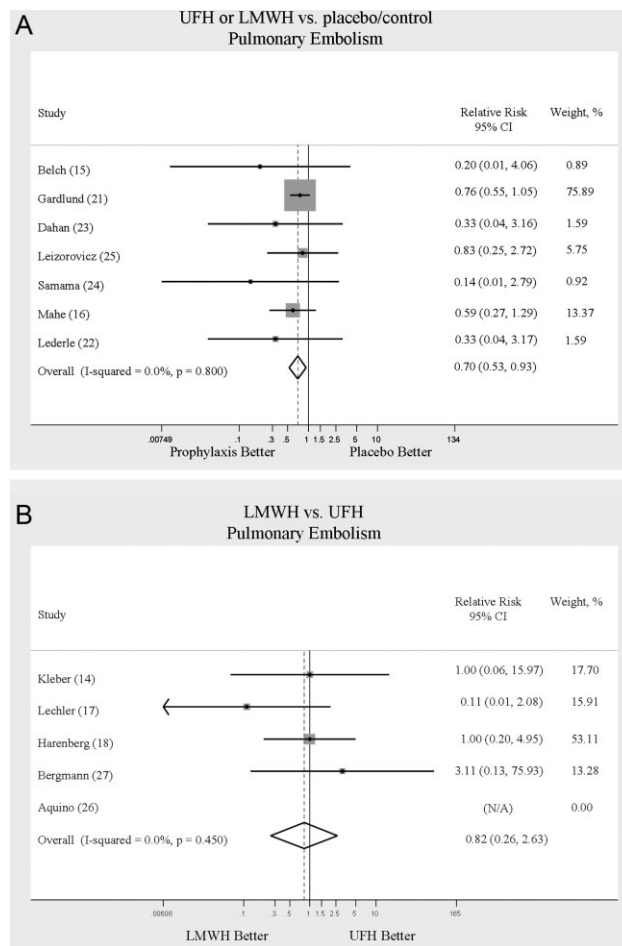 A
UFH or LMWH vs. placebo/control
Pulmonary Embolism
Study Relative Risk 95% CI Weight, %
Belch (15) 0.20 (0.01, 4.06) 0.89
Gardlund (21) 0.76 (0.55, 1.05) 75.89
Dahan (23) 0.33 (0.04, 3.16) 1.59
Leizorovicz (25) 0.83 (0.25, 2.72) 5.75
Samama (24) 0.14 (0.01, 2.79) 0.92
Mahe (16) 0.59 (0.27, 1.29) 13.37
Lederle (22) 0.33 (0.04, 3.17) 1.59
Overall (I-squared = 0.0%, p = 0.800) 0.70 (0.53, 0.93)
.00749 .1 .3 .5 1 1.5 2.5 5 10 134
Prophylaxis Better Placebo Better
B
LMWH vs. UFH
Pulmonary Embolism
Study Relative Risk 95% CI Weight, %
Kleber (14) 1.00 (0.06, 15.97) 17.70
Lechler (17) 0.11 (0.01, 2.08) 15.91
Harenberg (18) 1.00 (0.20, 4.95) 53.11
Bergmann (27) 3.11 (0.13, 75.93) 13.28
Aquino (26) (N/A) 0.00
Overall (I-squared = 0.0%, p = 0.450) 0.82 (0.26, 2.63)
.00606 .1 .3 .5 1 1.5 2.5 5 10 165
LMWH Better UFH Better